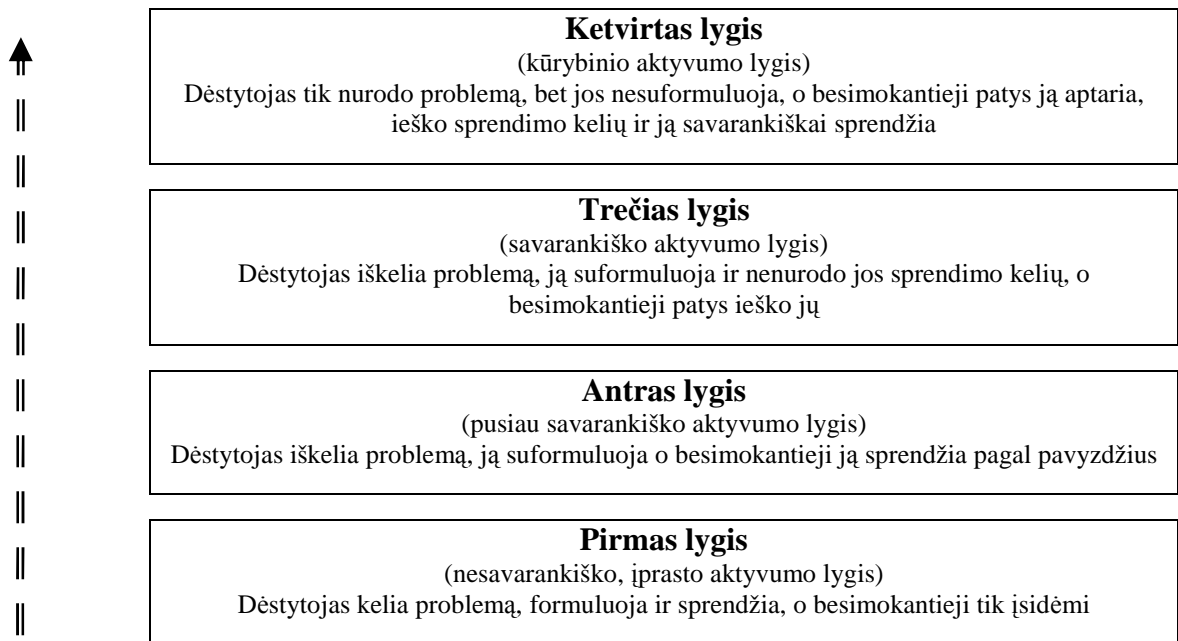 Ketvirtas lygis
(kūrybinio aktyvumo lygis)
Dėstytojas tik nurodo problemą, bet jos nesuformuluoja, o besimokantieji patys ją aptaria,
ieško sprendimo kelių ir ją savarankiškai sprendžia
Trečias lygis
(savarankiško aktyvumo lygis)
Dėstytojas iškelia problemą, ją suformuluoja ir nenurodo jos sprendimo kelių, o
besimokantieji patys ieško jų
Antras lygis
(pusiau savarankiško aktyvumo lygis)
Dėstytojas iškelia problemą, ją suformuluoja o besimokantieji ją sprendžia pagal pavyzdžius
Pirmas lygis
(nesavarankiško, įprasto aktyvumo lygis)
Dėstytojas kelia problemą, formuluoja ir sprendžia, o besimokantieji tik įsidėmi